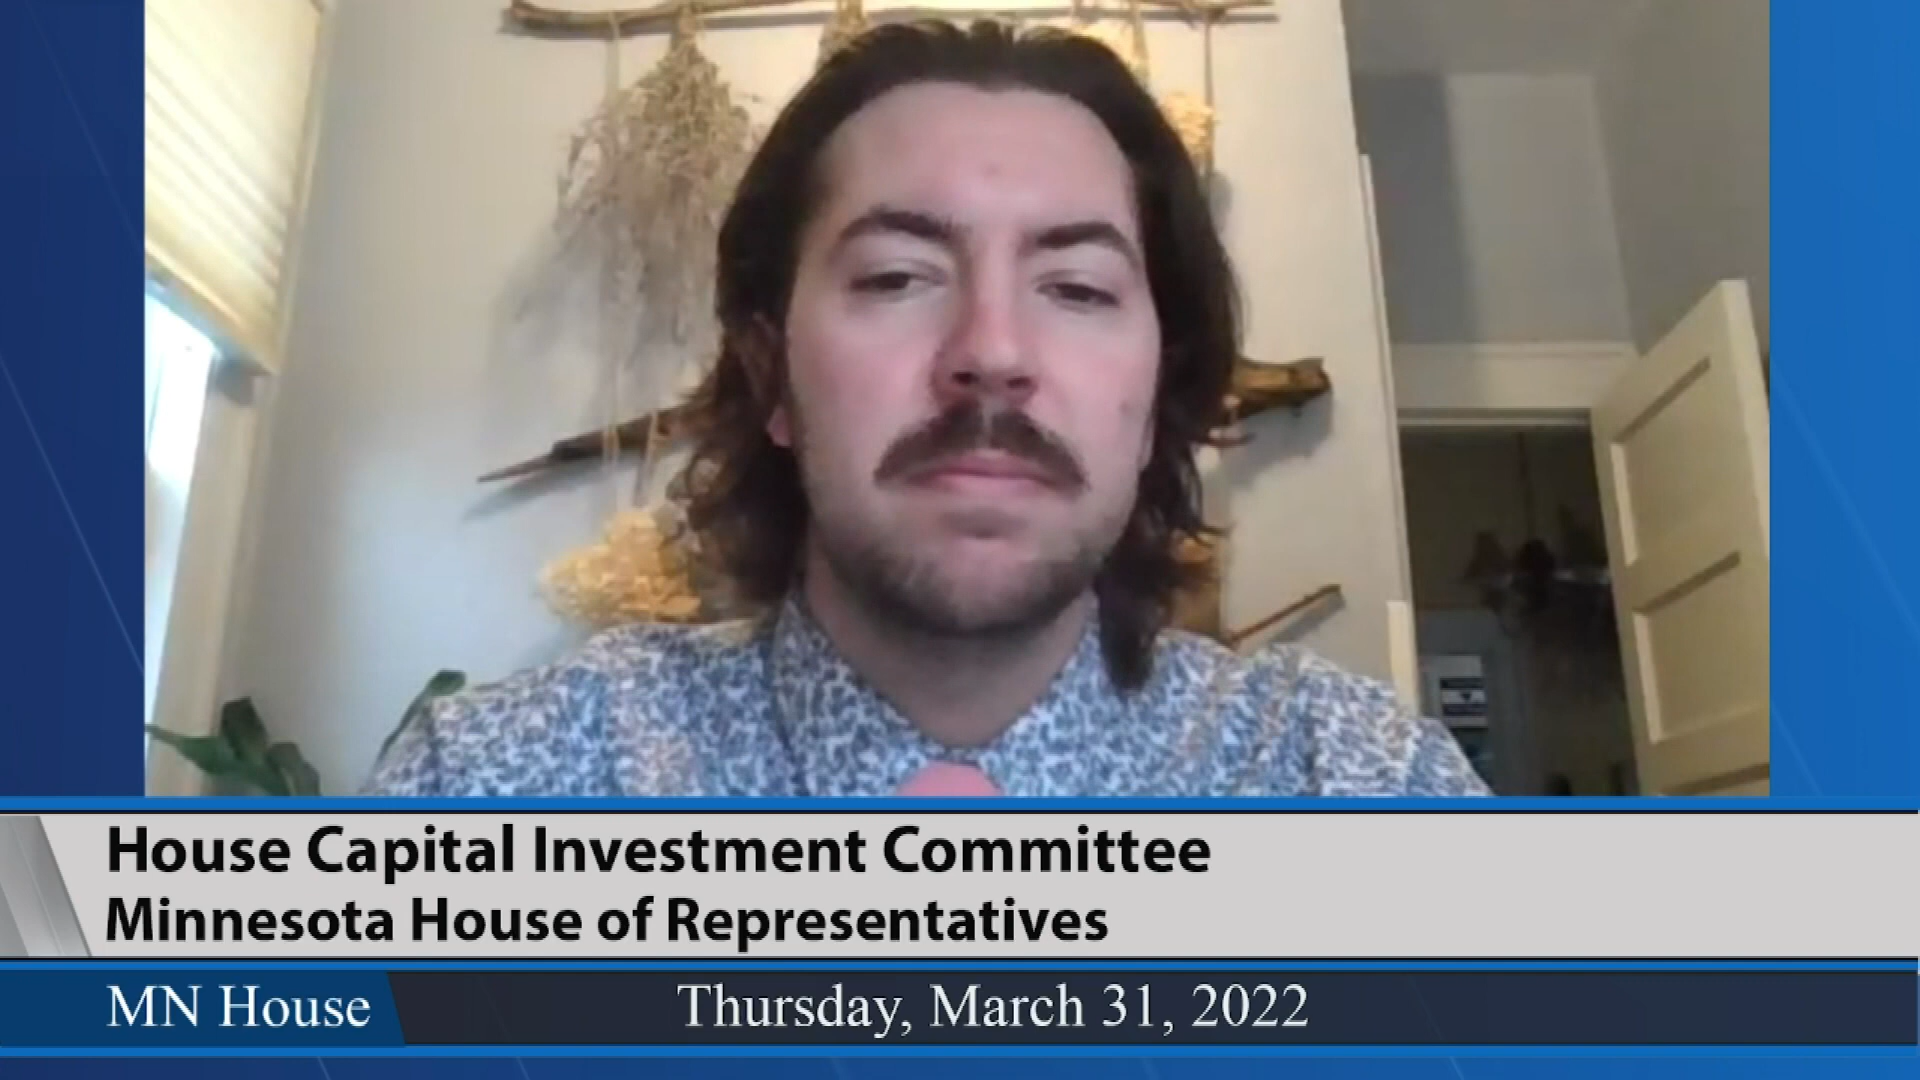 House Capital Investment Committee
Minnesota House of Representatives
MN House
Thursday, March 31, 2022